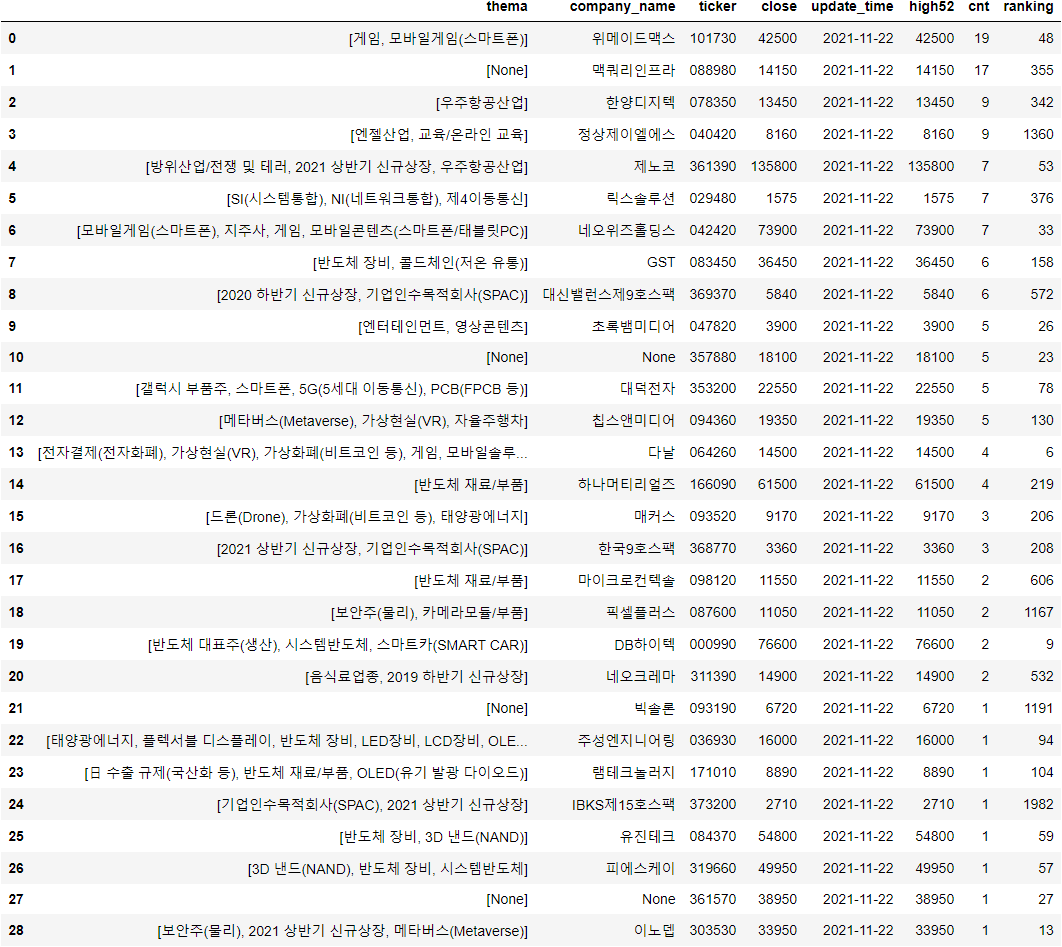 thema company_name ticker close update_time high52 cnt ranking
0 [게임, 모바일게임(스마트폰)] 위메이드맥스 101730 42500 2021-11-22 42500 19 48
1 [None] 맥쿼리인프라 088980 14150 2021-11-22 14150 17 355
2 [우주항공산업] 한양디지텍 078350 13450 2021-11-22 13450 9 342
3 [엔젤산업, 교육/온라인 교육] 정상제이엘에스 040420 8160 2021-11-22 8160 9 1360
4 [방위산업/전쟁 및 테러, 2021 상반기 신규상장, 우주항공산업] 제노코 361390 135800 2021-11-22 135800 7 53
5 [SI(시스템통합), NI(네트워크통합), 제4이동통신] 릭스솔루션 029480 1575 2021-11-22 1575 7 376
6 [모바일게임(스마트폰), 지주사, 게임, 모바일콘텐츠(스마트폰/태블릿PC)] 네오위즈홀딩스 042420 73900 2021-11-22 73900 7 33
7 [반도체 장비, 콜드체인(저온 유통)] GST 083450 36450 2021-11-22 36450 6 158
8 [2020 하반기 신규상장, 기업인수목적회사(SPAC)] 대신밸런스제9호스팩 369370 5840 2021-11-22 5840 6 572
9 [엔터테인먼트, 영상콘텐츠] 초록뱀미디어 047820 3900 2021-11-22 3900 5 26
10 [None] None 357880 18100 2021-11-22 18100 5 23
11 [갤럭시 부품주, 스마트폰, 5G(5세대 이동통신), PCB(FPCB 등)] 대덕전자 353200 22550 2021-11-22 22550 5 78
12 [메타버스(Metaverse), 가상현실(VR), 자율주행차] 칩스앤미디어 094360 19350 2021-11-22 19350 5 130
13 [전자결제(전자화폐), 가상현실(VR), 가상화폐(비트코인 등), 게임, 모바일솔루... 다날 064260 14500 2021-11-22 14500 4 6
14 [반도체 재료/부품] 하나머티리얼즈 166090 61500 2021-11-22 61500 4 219
15 [드론(Drone), 가상화폐(비트코인 등), 태양광에너지] 매커스 093520 9170 2021-11-22 9170 3 206
16 [2021 상반기 신규상장, 기업인수목적회사(SPAC)] 한국9호스팩 368770 3360 2021-11-22 3360 3 208
17 [반도체 재료/부품] 마이크로컨텍솔 098120 11550 2021-11-22 11550 2 606
18 [보안주(물리), 카메라모듈/부품] 픽셀플러스 087600 11050 2021-11-22 11050 2 1167
19 [반도체 대표주(생산), 시스템반도체, 스마트카(SMART CAR)] DB하이텍 000990 76600 2021-11-22 76600 2 9
20 [음식료업종, 2019 하반기 신규상장] 네오크레마 311390 14900 2021-11-22 14900 2 532
21 [None] 빅솔론 093190 6720 2021-11-22 6720 1 1191
22 [태양광에너지, 플렉서블 디스플레이, 반도체 장비, LED장비, LCD장비, OLE... 주성엔지니어링 036930 16000 2021-11-22 16000 1 94
23 [日 수출 규제(국산화 등), 반도체 재료/부품, OLED(유기 발광 다이오드)] 램테크놀러지 171010 8890 2021-11-22 8890 1 104
24 [기업인수목적회사(SPAC), 2021 상반기 신규상장] IBKS제15호스팩 373200 2710 2021-11-22 2710 1 1982
25 [반도체 장비, 3D 낸드(NAND)] 유진테크 084370 54800 2021-11-22 54800 1 59
26 [3D 낸드(NAND), 반도체 장비, 시스템반도체] 피에스케이 319660 49950 2021-11-22 49950 1 57
27 [None] None 361570 38950 2021-11-22 38950 1 27
28 [보안주(물리), 2021 상반기 신규상장, 메타버스(Metaverse)] 이노뎁 303530 33950 2021-11-22 33950 1 13